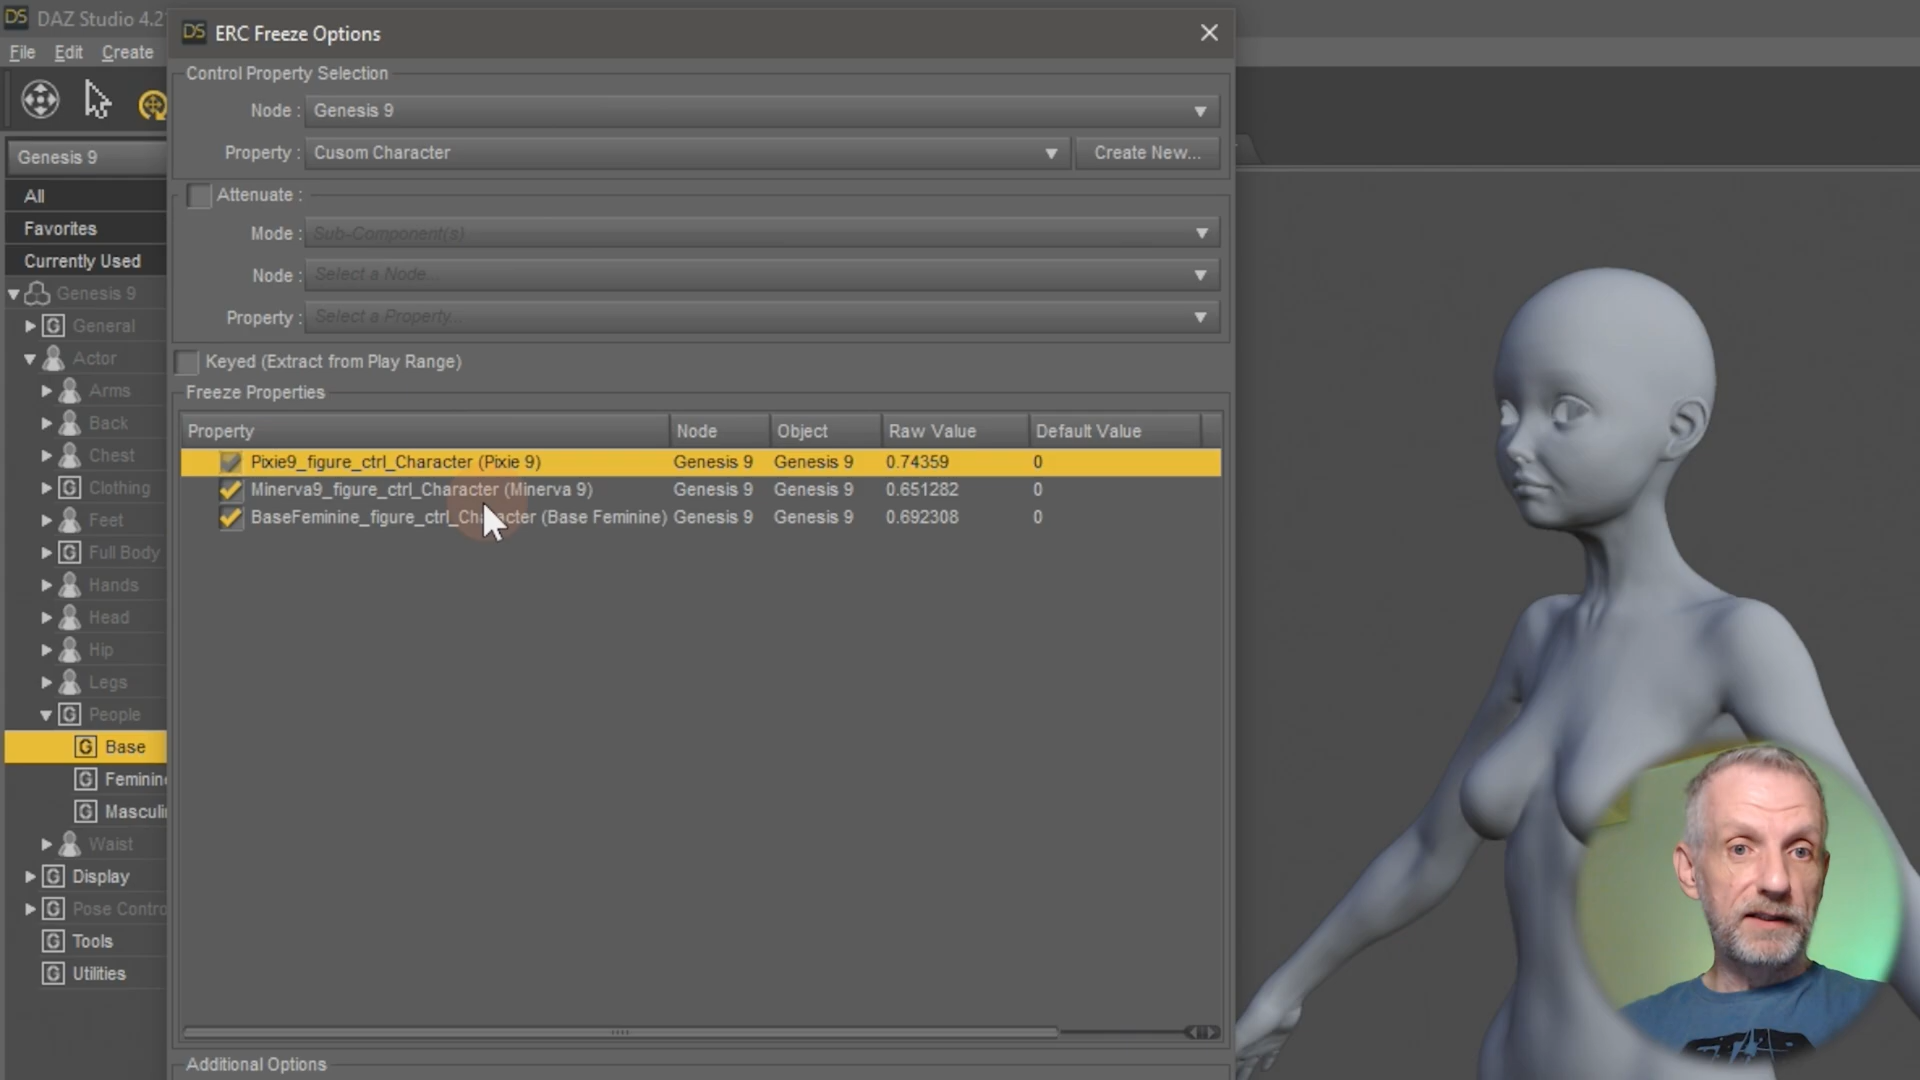 DS DAZ Studio 4.2
DS ERC Freeze Options
File Edit Create
Control Property Selection
Node : Genesis 9
Property : Cusom Character Create New...
Attenuate :
Mode : Sub-Component(s)
Node : Select a Node...
Property : Select a Property...
Keyed (Extract from Play Range)
Freeze Properties
Property Node Object Raw Value Default Value
Pixie9_figure_ctrl_Character (Pixie 9) Genesis 9 Genesis 9 0.74359 0
Minerva9_figure_ctrl_Character (Minerva 9) Genesis 9 Genesis 9 0.651282 0
BaseFeminine_figure_ctrl_Character (Base Feminine) Genesis 9 Genesis 9 0.692308 0
Additional Options
Genesis 9
All
Favorites
Currently Used
Genesis 9
G General
Actor
Arms
Back
Chest
G Clothing
Feet
G Full Body
Hands
Head
Hip
Legs
G People
G Base
G Feminine
G Masculi
Waist
G Display
G Pose Contro
G Tools
G Utilities